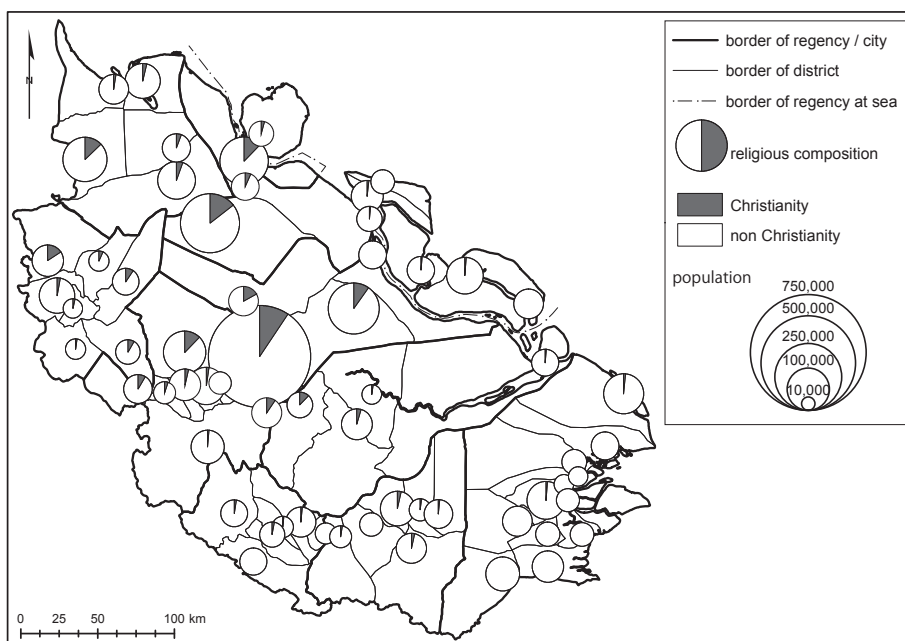 N
border of regency / city
border of district
border of regency at sea
religious composition
Christianity
non Christianity
population
750,000
500,000
250,000
100,000
10,000
0 25 50 100 km